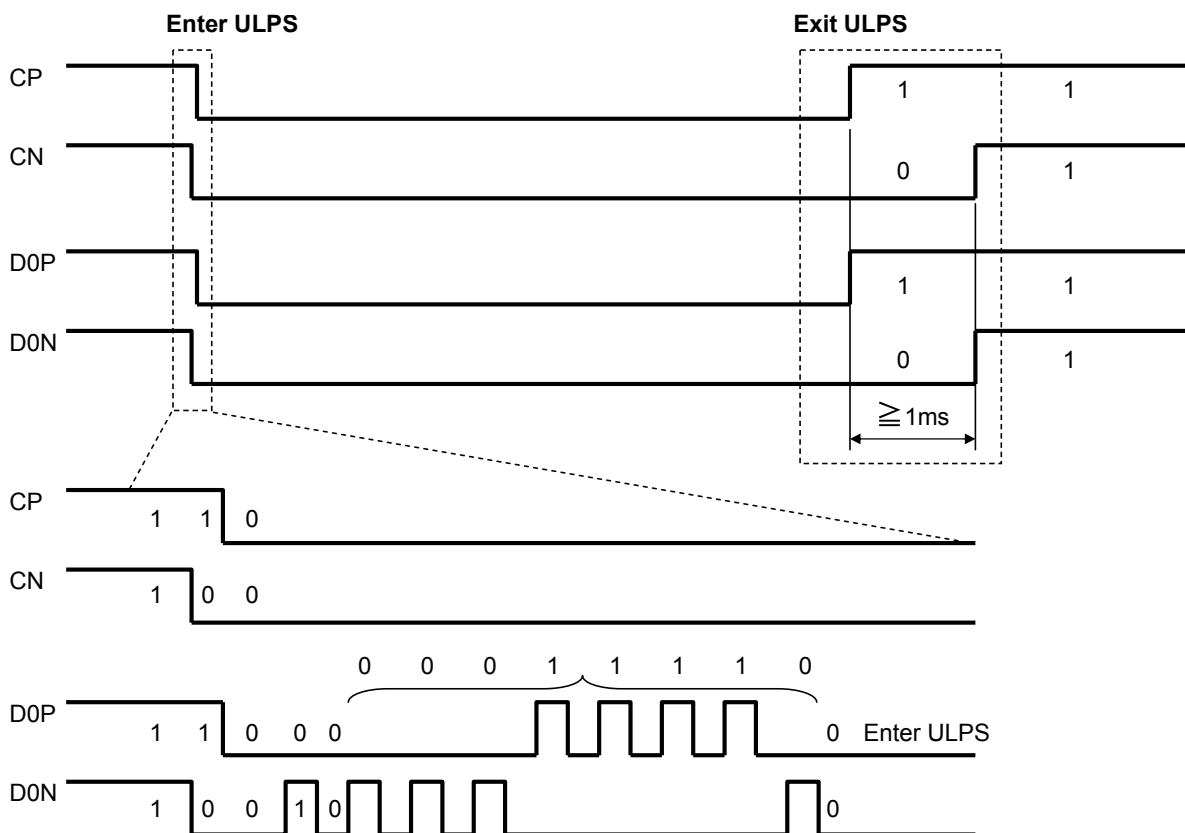 Enter ULPS Exit ULPS
CP 1 1
CN 0 1
D0P 1 1
D0N 0 1
≧ 1ms
CP 1 1 0
CN 1 0 0
0 0 0 1 1 1 1 0
D0P 1 1 0 0 0 0 Enter ULPS
D0N 1 0 0 1 0 0